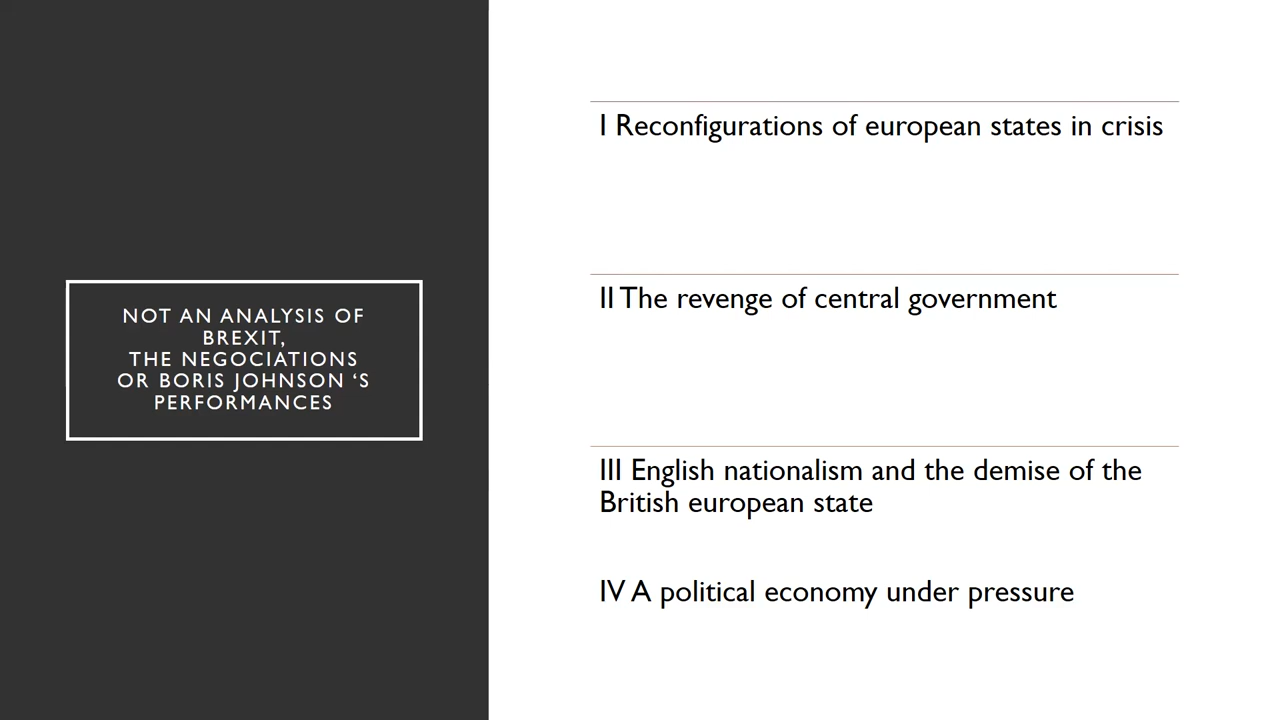 NOT AN ANALYSIS OF
BREXIT,
THE NEGOCIATIONS
OR BORIS JOHNSON ‘S
PERFORMANCES
I Reconfigurations of european states in crisis
II The revenge of central government
III English nationalism and the demise of the
British european state
IV A political economy under pressure